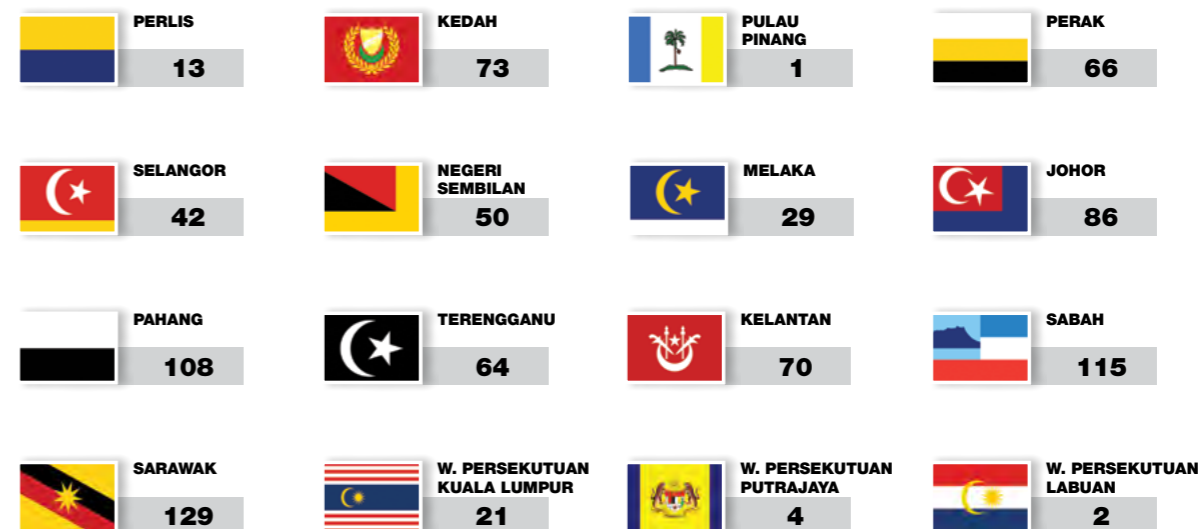 PERLIS
13
KEDAH
73
PULAU
PINANG
1
PERAK
66
SELANGOR
42
NEGERI
SEMBILAN
50
MELAKA
29
JOHOR
86
PAHANG
108
TERENGGANU
64
KELANTAN
70
SABAH
115
SARAWAK
129
W. PERSEKUTUAN
KUALA LUMPUR
21
W. PERSEKUTUAN
PUTRAJAYA
4
W. PERSEKUTUAN
LABUAN
2